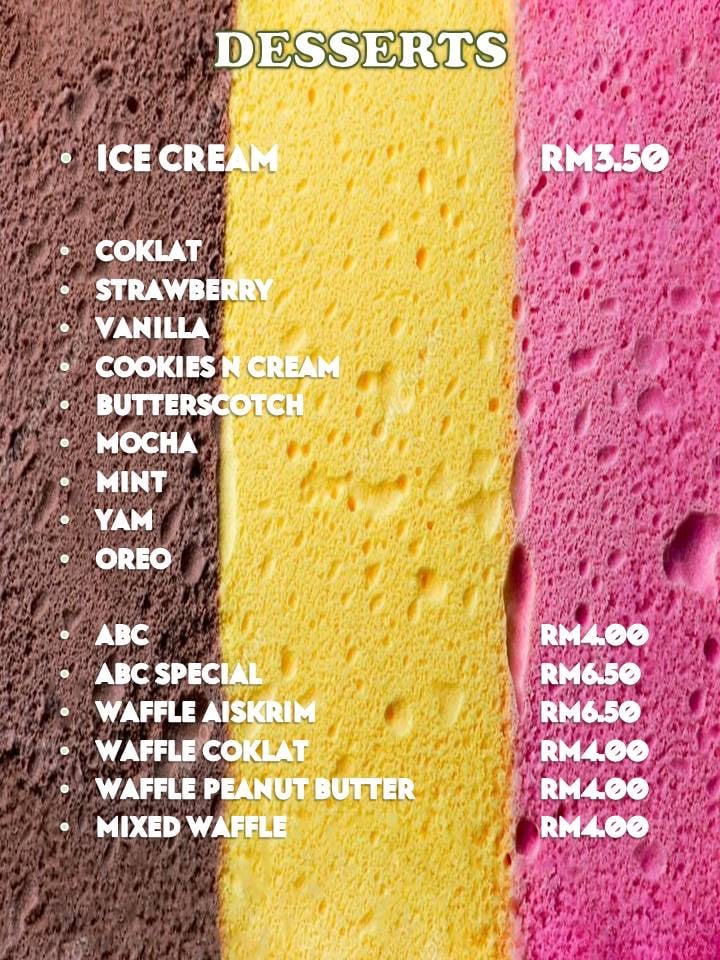 DESSERTS
• ICE CREAM RM3.50
• COKLAT
• STRAWBERRY
• VANILLA
• COOKIES N CREAM
• BUTTERSCOTCH
• MOCHA
• MINT
• YAM
• OREO
• ABC RM4.00
• ABC SPECIAL RM6.50
• WAFFLE AISKRIM RM6.50
• WAFFLE COKLAT RM4.00
• WAFFLE PEANUT BUTTER RM4.00
• MIXED WAFFLE RM4.00